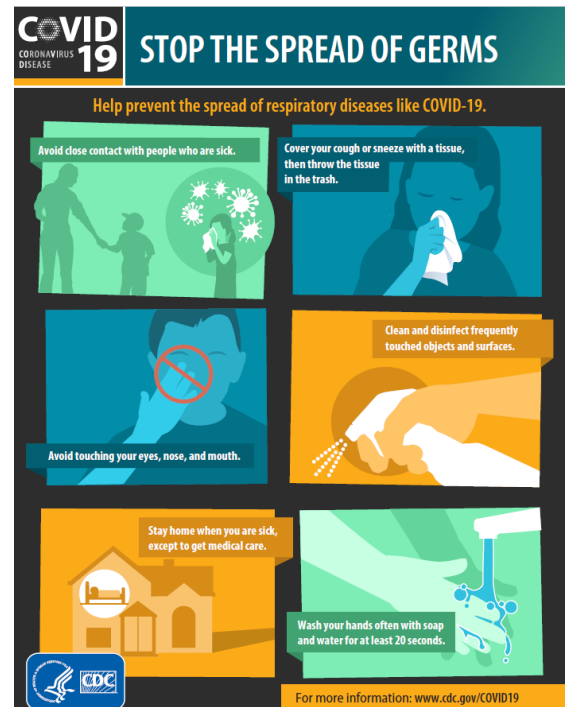 COVID
CORONAVIRUS
DISEASE
19
STOP THE SPREAD OF GERMS
Help prevent the spread of respiratory diseases like COVID-19.
Avoid close contact with people who are sick.
Cover your cough or sneeze with a tissue,
then throw the tissue
in the trash.
Avoid touching your eyes, nose, and mouth.
Clean and disinfect frequently
touched objects and surfaces.
Stay home when you are sick,
except to get medical care.
Wash your hands often with soap
and water for at least 20 seconds.
CDC
For more information: www.cdc.gov/COVID19